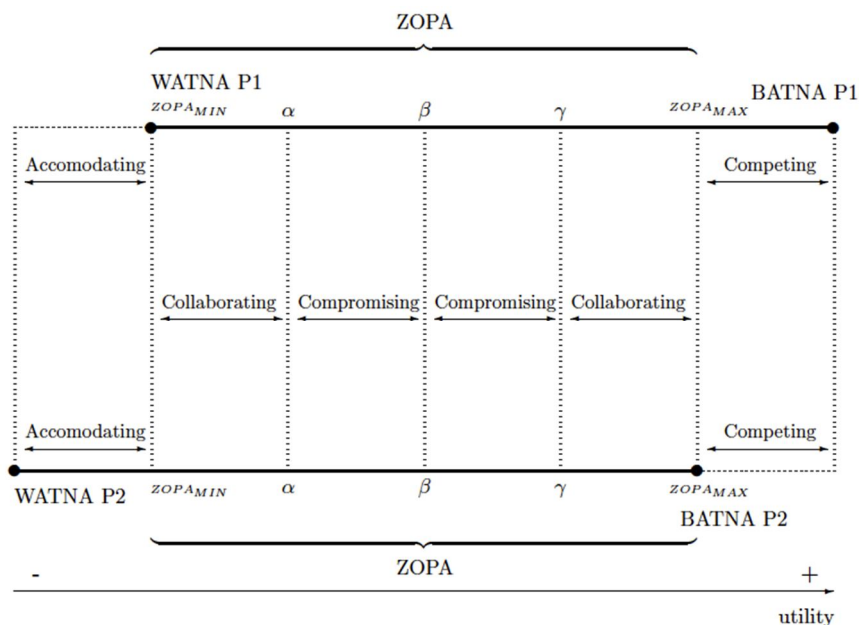 ZOPA
WATNA P1
BATNA P1
ZOPA_MIN α β γ ZOPA_MAX
Accomodating Competing
Collaborating Compromising Compromising Collaborating
Accomodating Competing
WATNA P2 ZOPA_MIN α β γ ZOPA_MAX
BATNA P2
ZOPA
- +
utility